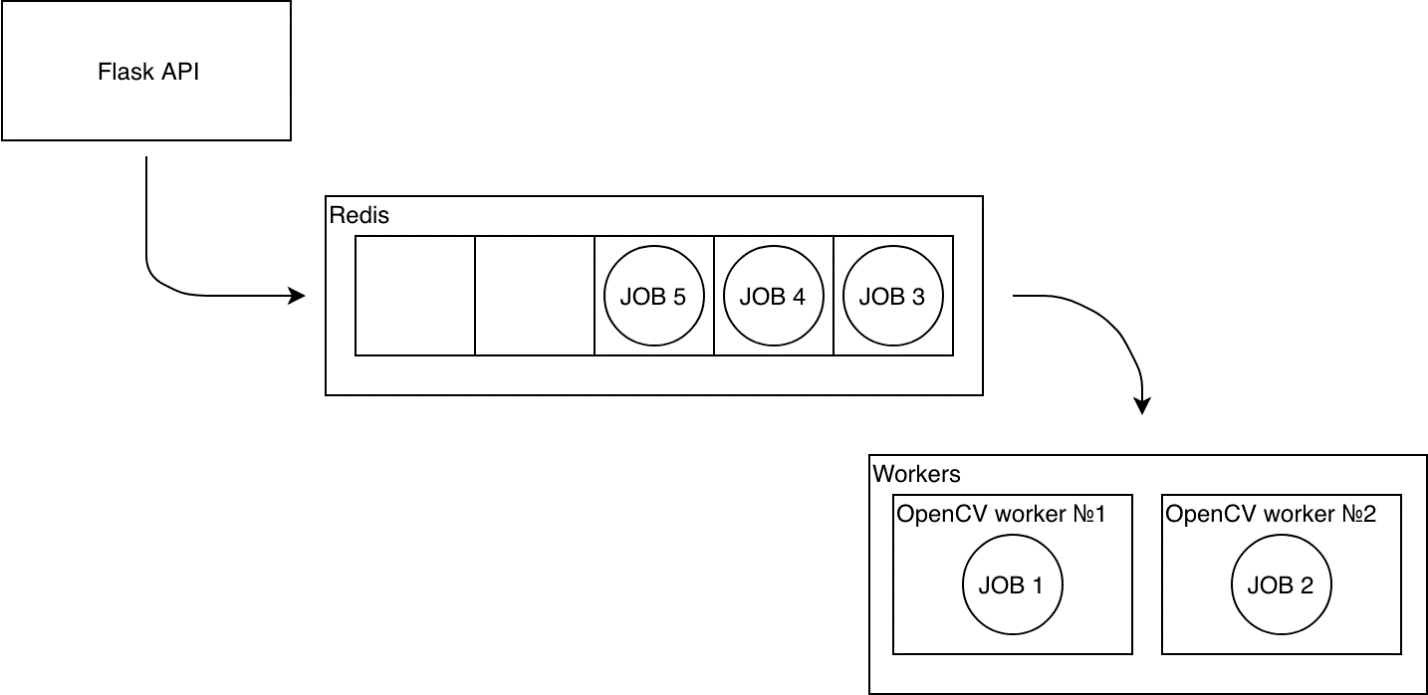 Flask API
Redis
JOB 5
JOB 4
JOB 3
Workers
OpenCV worker №1
OpenCV worker №2
JOB 1
JOB 2